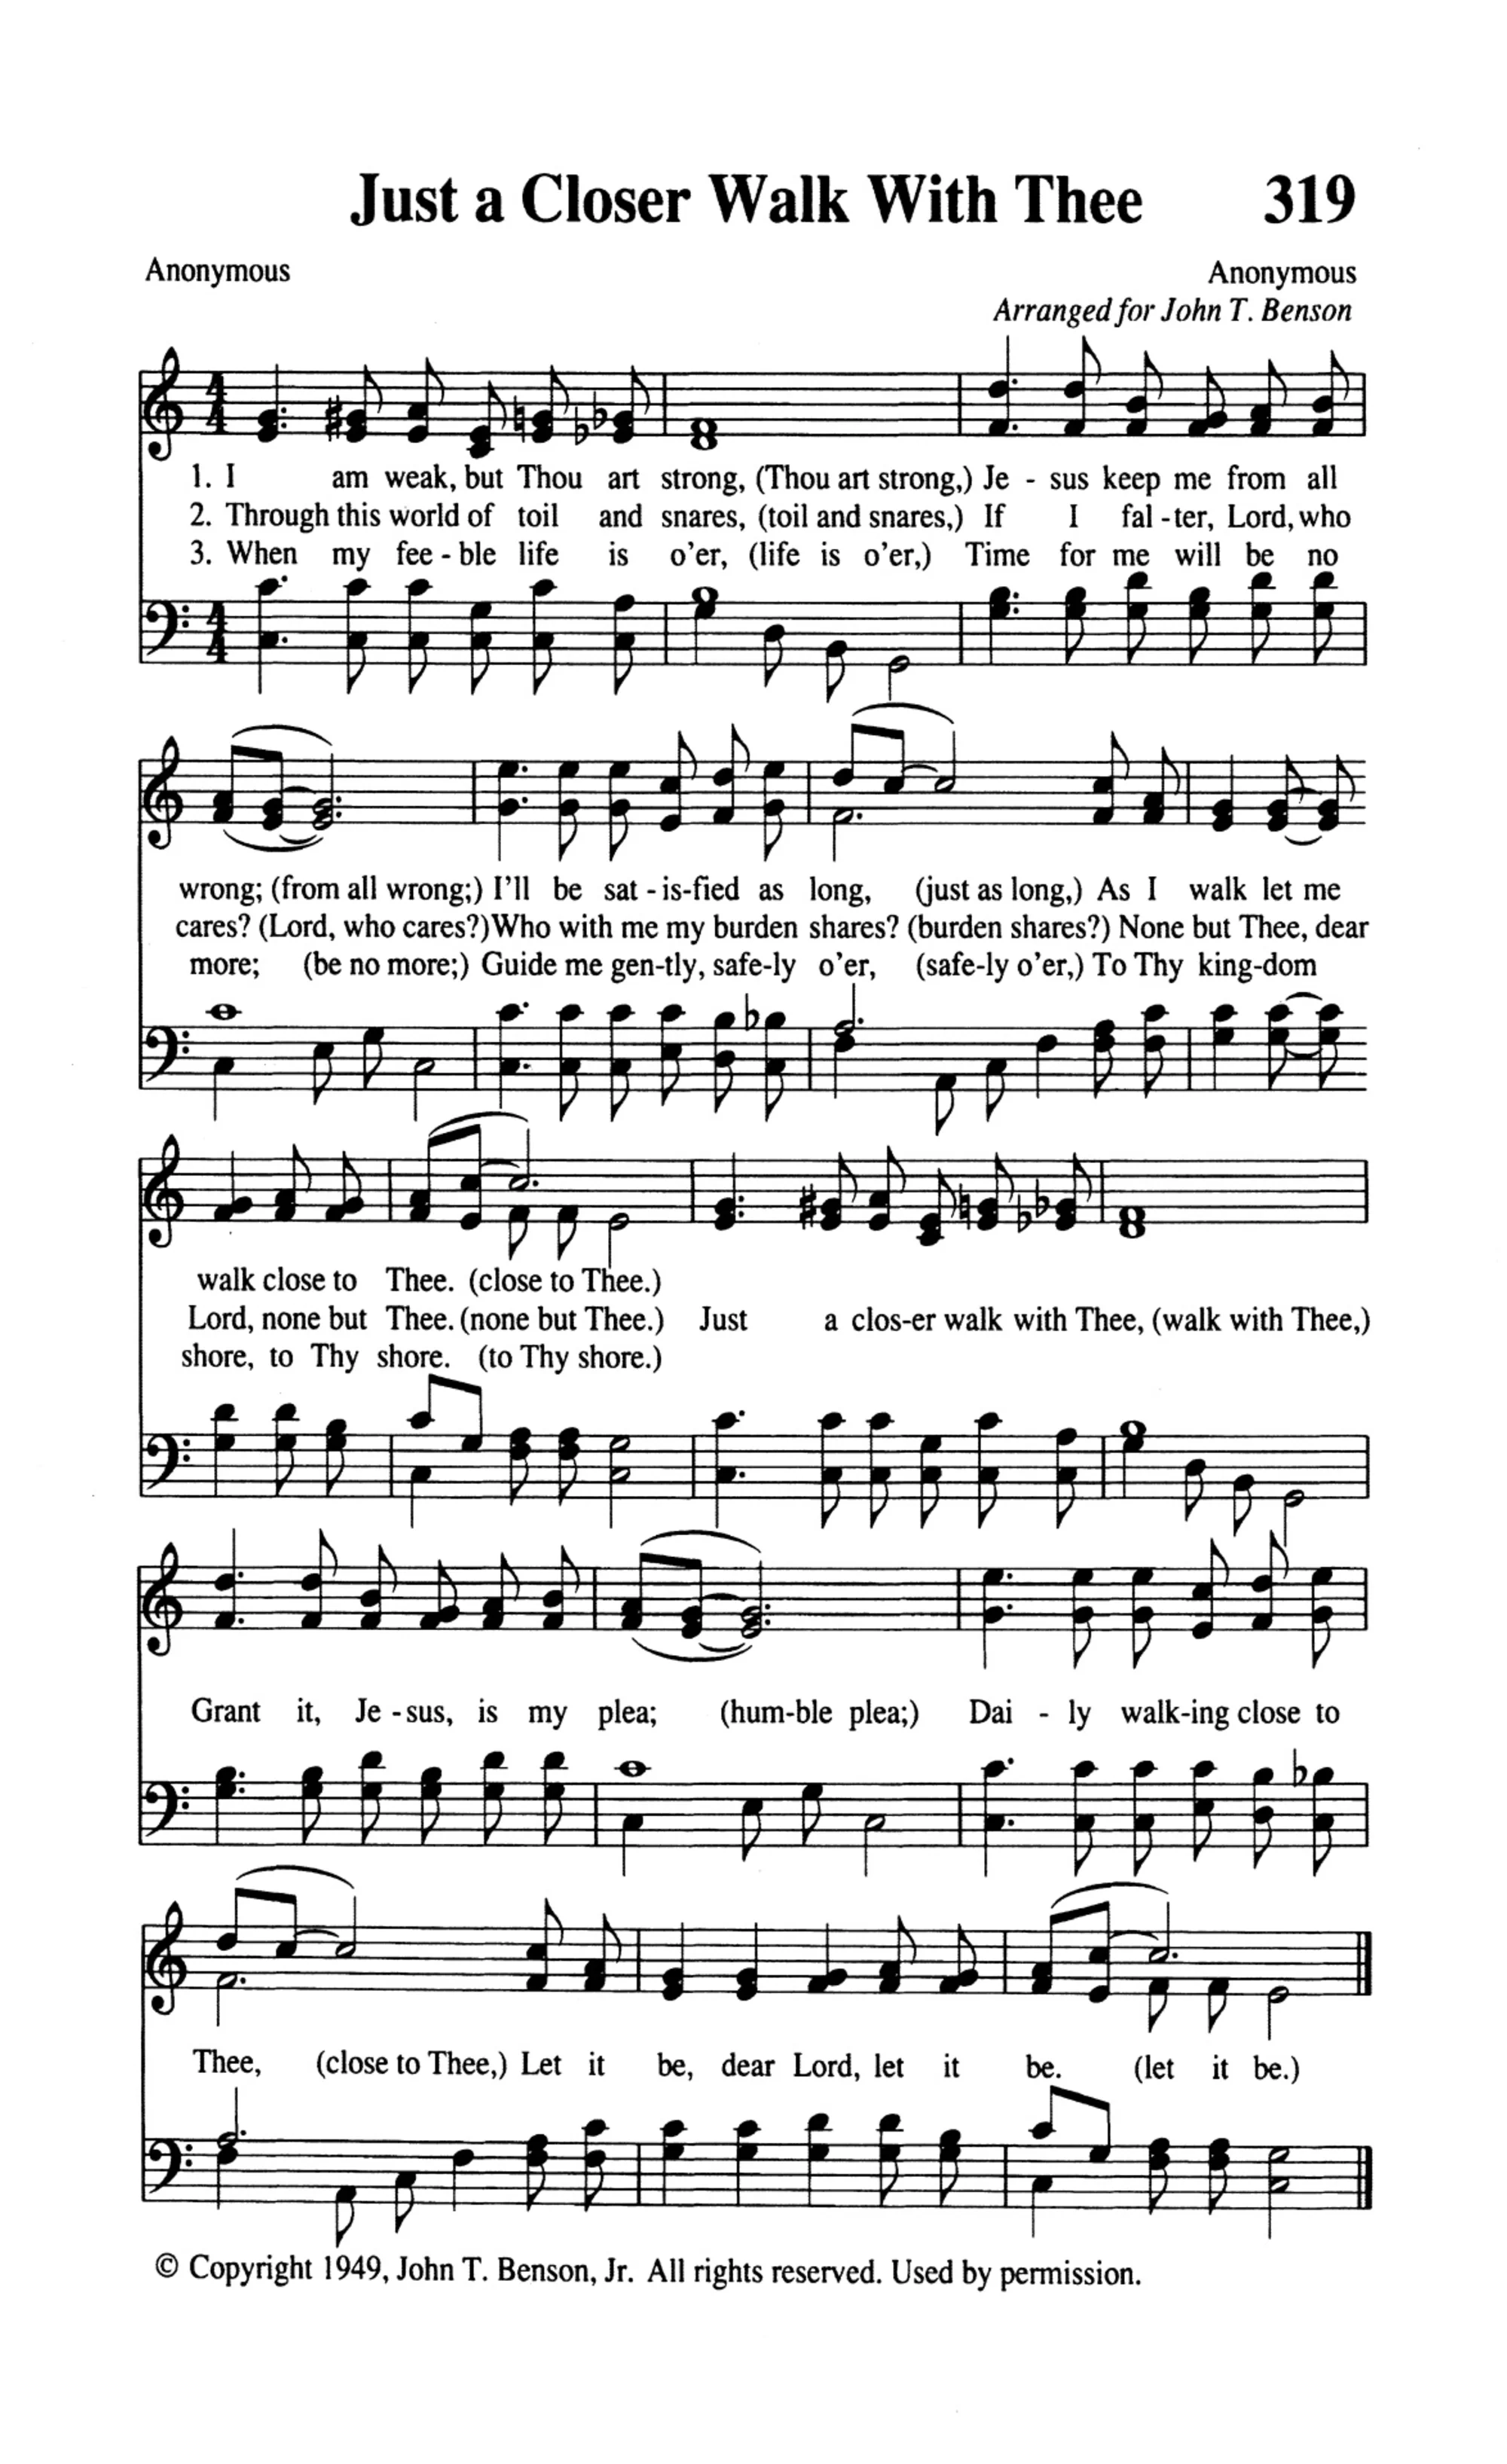 Just a Closer Walk With Thee 319
Anonymous Anonymous
Arranged for John T. Benson
1. I am weak, but Thou art strong, (Thou art strong,) Je - sus keep me from all
2. Through this world of toil and snares, (toil and snares,) If I fal - ter, Lord, who
3. When my fee - ble life is o'er, (life is o'er,) Time for me will be no
wrong; (from all wrong;) I'll be sat - is-fied as long, (just as long,) As I walk let me
cares? (Lord, who cares?) Who with me my burden shares? (burden shares?) None but Thee, dear
more; (be no more;) Guide me gen-tly, safe-ly o'er, (safe-ly o'er,) To Thy king-dom
walk close to Thee. (close to Thee.)
Lord, none but Thee. (none but Thee.) Just a clos-er walk with Thee, (walk with Thee,)
shore, to Thy shore. (to Thy shore.)
Grant it, Je - sus, is my plea; (hum-ble plea;) Dai - ly walk-ing close to
Thee, (close to Thee,) Let it be, dear Lord, let it be. (let it be.)
© Copyright 1949, John T. Benson, Jr. All rights reserved. Used by permission.